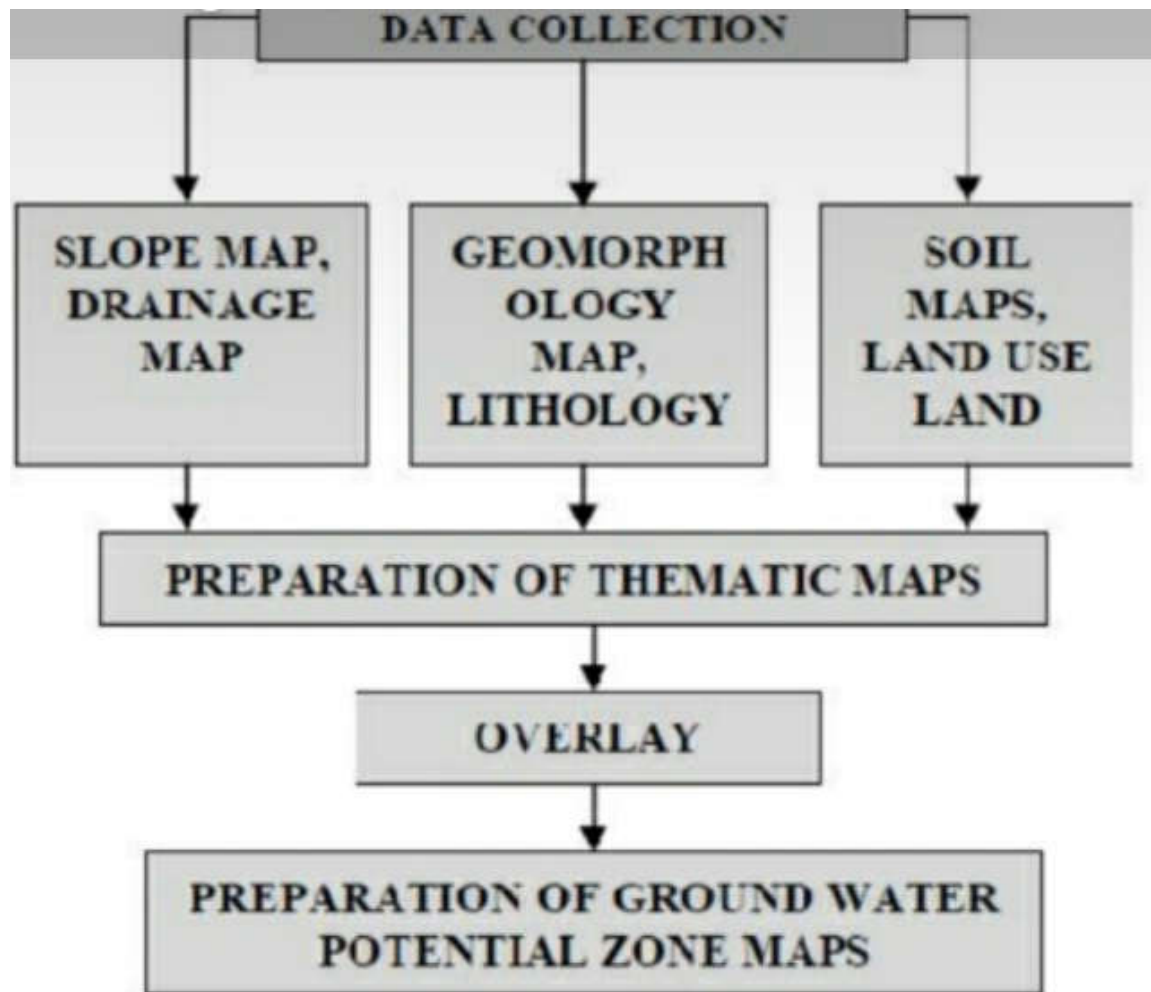 DATA COLLECTION
SLOPE MAP,
DRAINAGE
MAP
GEOMORPH
OLOGY
MAP,
LITHOLOGY
SOIL
MAPS,
LAND USE
LAND
PREPARATION OF THEMATIC MAPS
OVERLAY
PREPARATION OF GROUND WATER
POTENTIAL ZONE MAPS